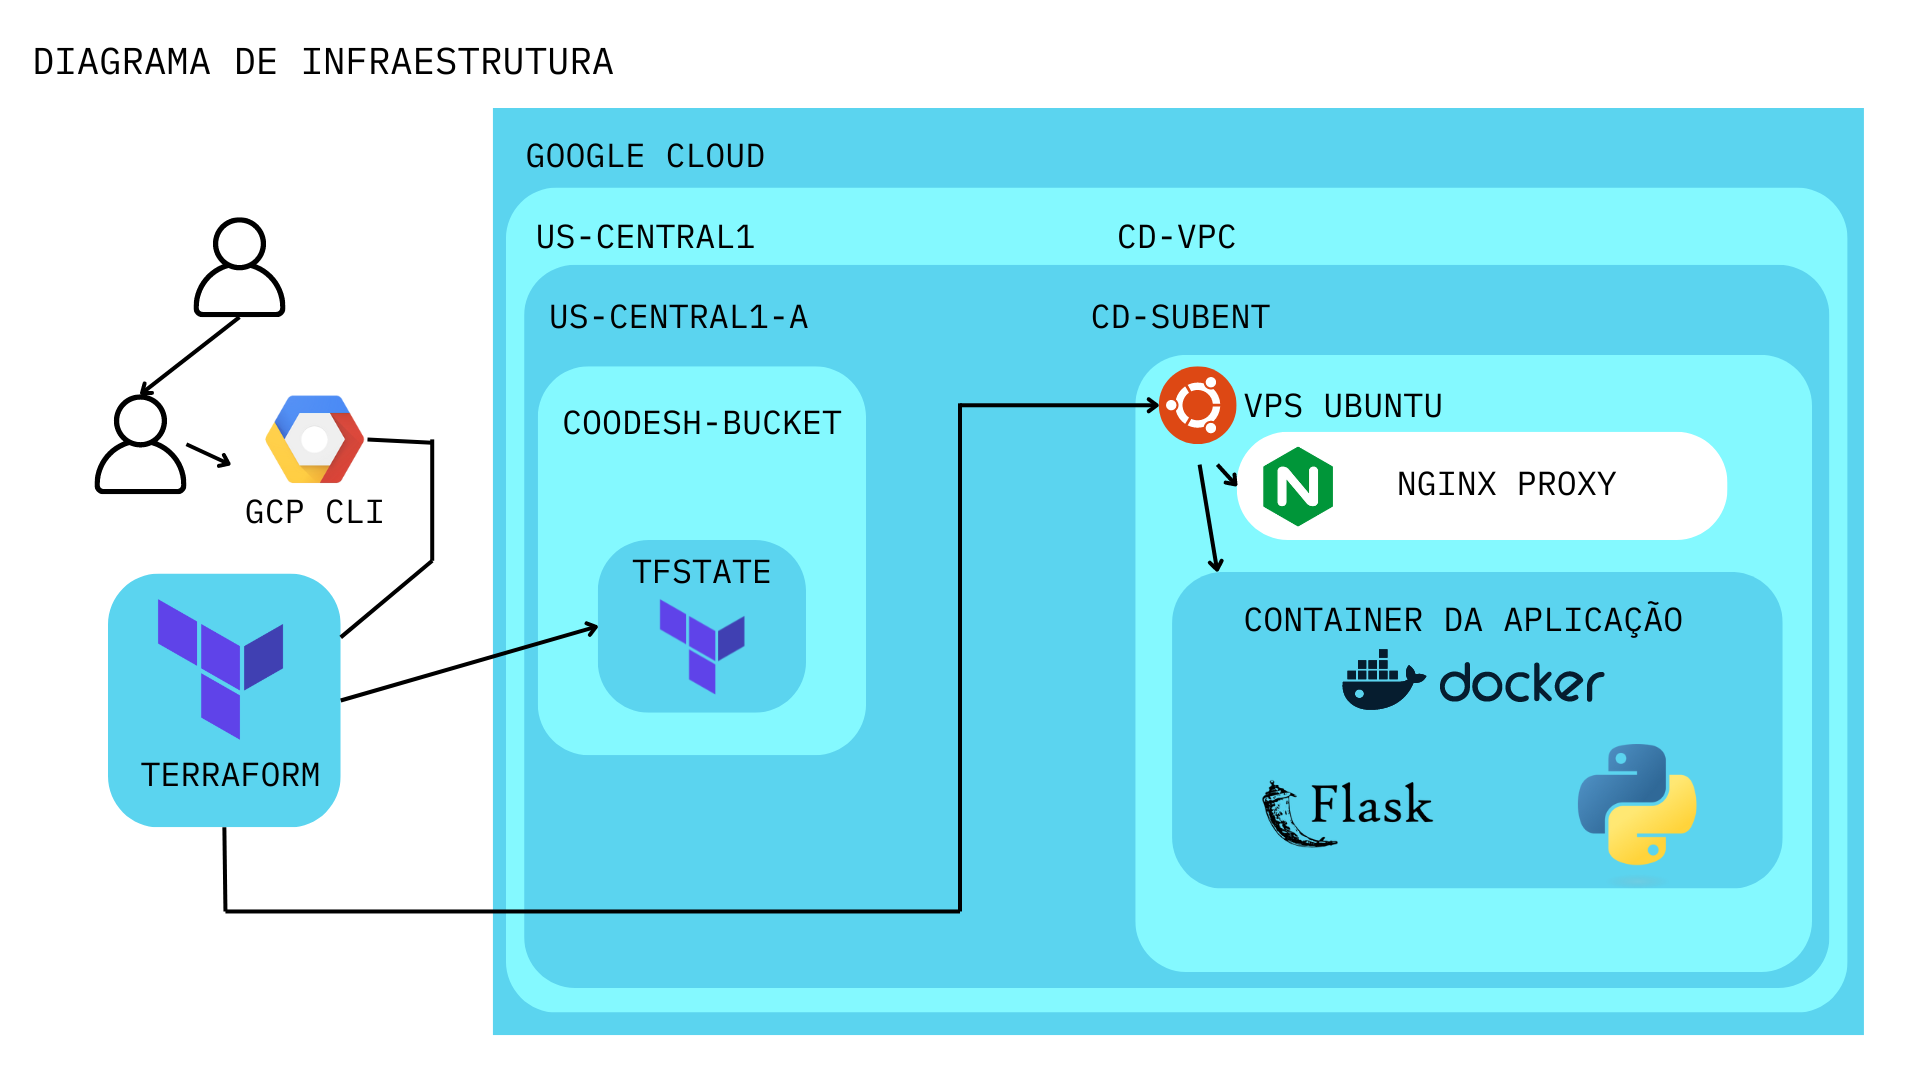 DIAGRAMA DE INFRAESTRUTURA
GOOGLE CLOUD
US-CENTRAL1
CD-VPC
US-CENTRAL1-A
CD-SUBENT
COODESH-BUCKET
VPS UBUNTU
NGINX PROXY
GCP CLI
TFSTATE
CONTAINER DA APLICAÇÃO
docker
TERRAFORM
Flask